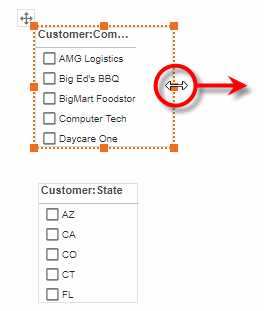 Customer:Com...
AMG Logistics
Big Ed's BBQ
BigMart Foodstor
Computer Tech
Daycare One
Customer:State
AZ
CA
CO
CT
FL